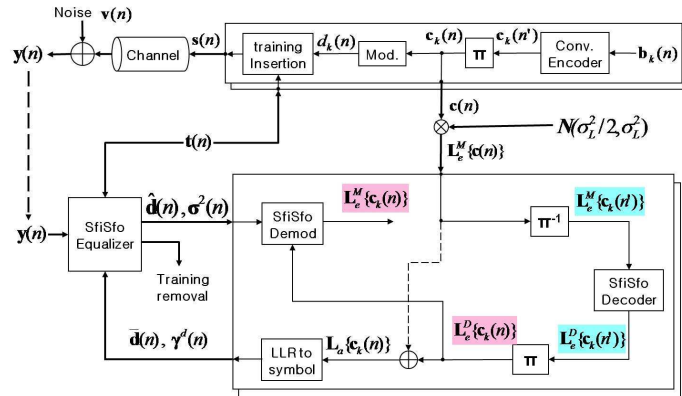 Noise v(n)
s(n)
y(n)
Channel
training
Insertion
d_k(n)
Mod.
c_k(n)
π
c_k(n')
Conv.
Encoder
b_k(n)
c(n)
N(σ_L^2/2,σ_L^2)
L_e^M{c(n)}
t(n)
y(n)
SfiSfo
Equalizer
d̂(n), σ^2(n)
Training
removal
d̄(n), γ^d(n)
SfiSfo
Demod
L_e^M{c_k(n)}
π^-1
L_e^M{c_k(n')}
SfiSfo
Decoder
LLR to
symbol
L_a{c_k(n)}
L_e^D{c_k(n)}
π
L_e^D{c_k(n')}